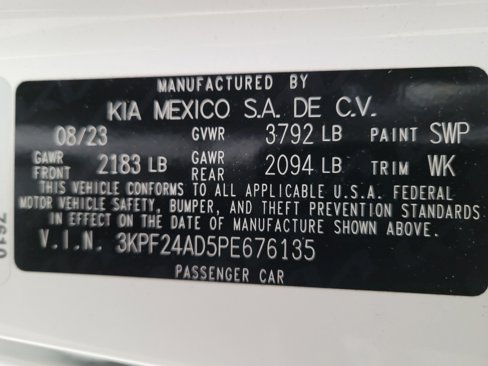 MANUFACTURED BY
KIA MEXICO S.A. DE C.V.
08/23 GVWR 3792 LB PAINT SWP
GAWR FRONT 2183 LB GAWR REAR 2094 LB TRIM WK
THIS VEHICLE CONFORMS TO ALL APPLICABLE U.S.A. FEDERAL
MOTOR VEHICLE SAFETY, BUMPER, AND THEFT PREVENTION STANDARDS
IN EFFECT ON THE DATE OF MANUFACTURE SHOWN ABOVE.
V.I.N. 3KPF24AD5PE676135
PASSENGER CAR